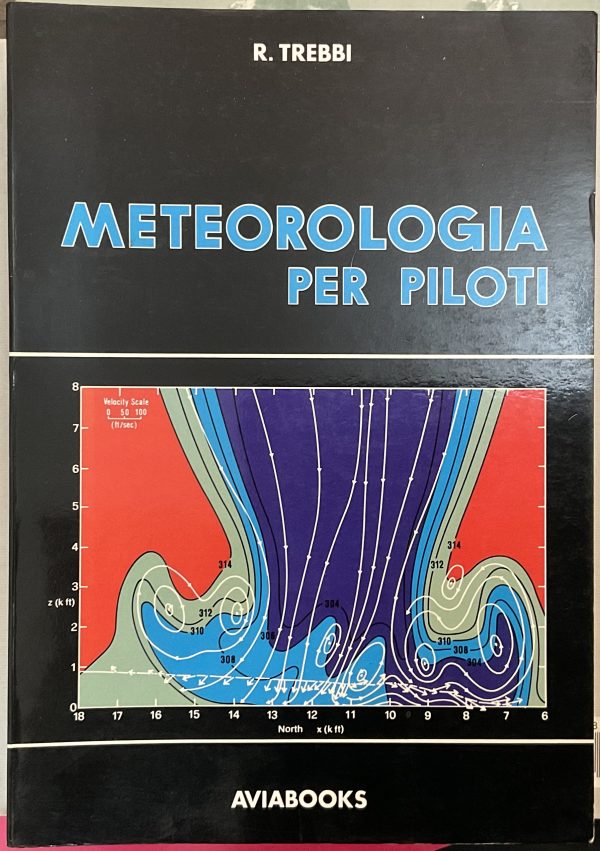 R. TREBBI
METEOROLOGIA
PER PILOTI
8
Velocity Scale
0 50 100
(ft/sec)
7
6
5
4
314
314
312
3
z (k ft)
312
304
2
310
308
310
308
308
304
1
0
18 17 16 15 14 13 12 11 10 9 8 7 6
North x (k ft)
AVIABOOKS